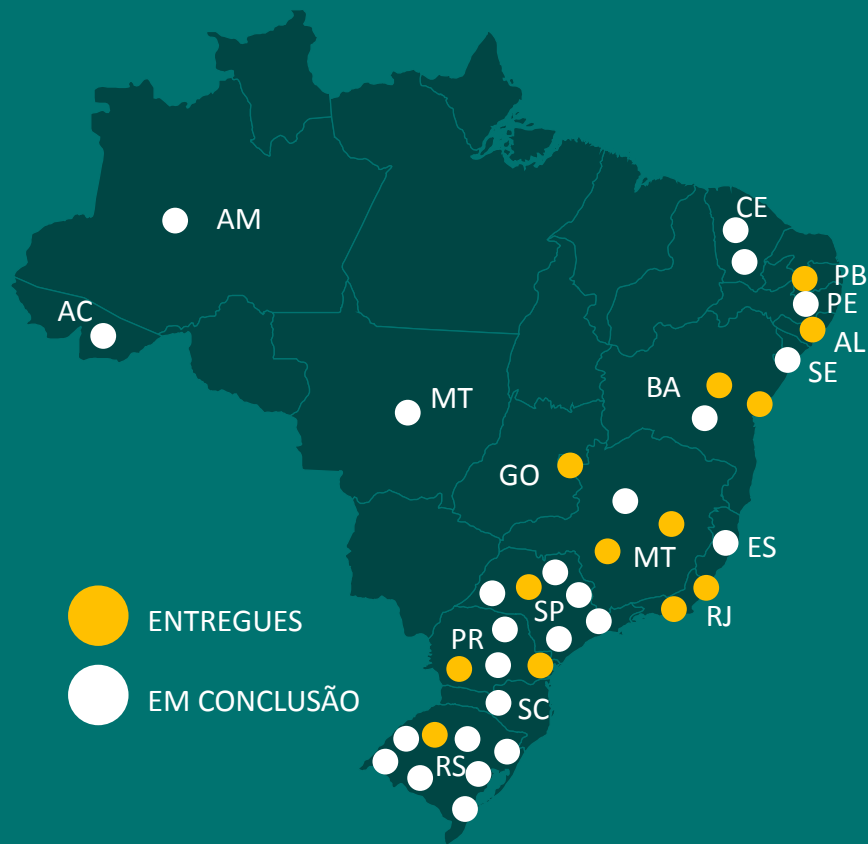 CE
AM
PB
PE
AC
AL
SE
BA
MT
GO
ES
MT
SP
RJ
ENTREGUES
PR
EM CONCLUSÃO
SC
RS